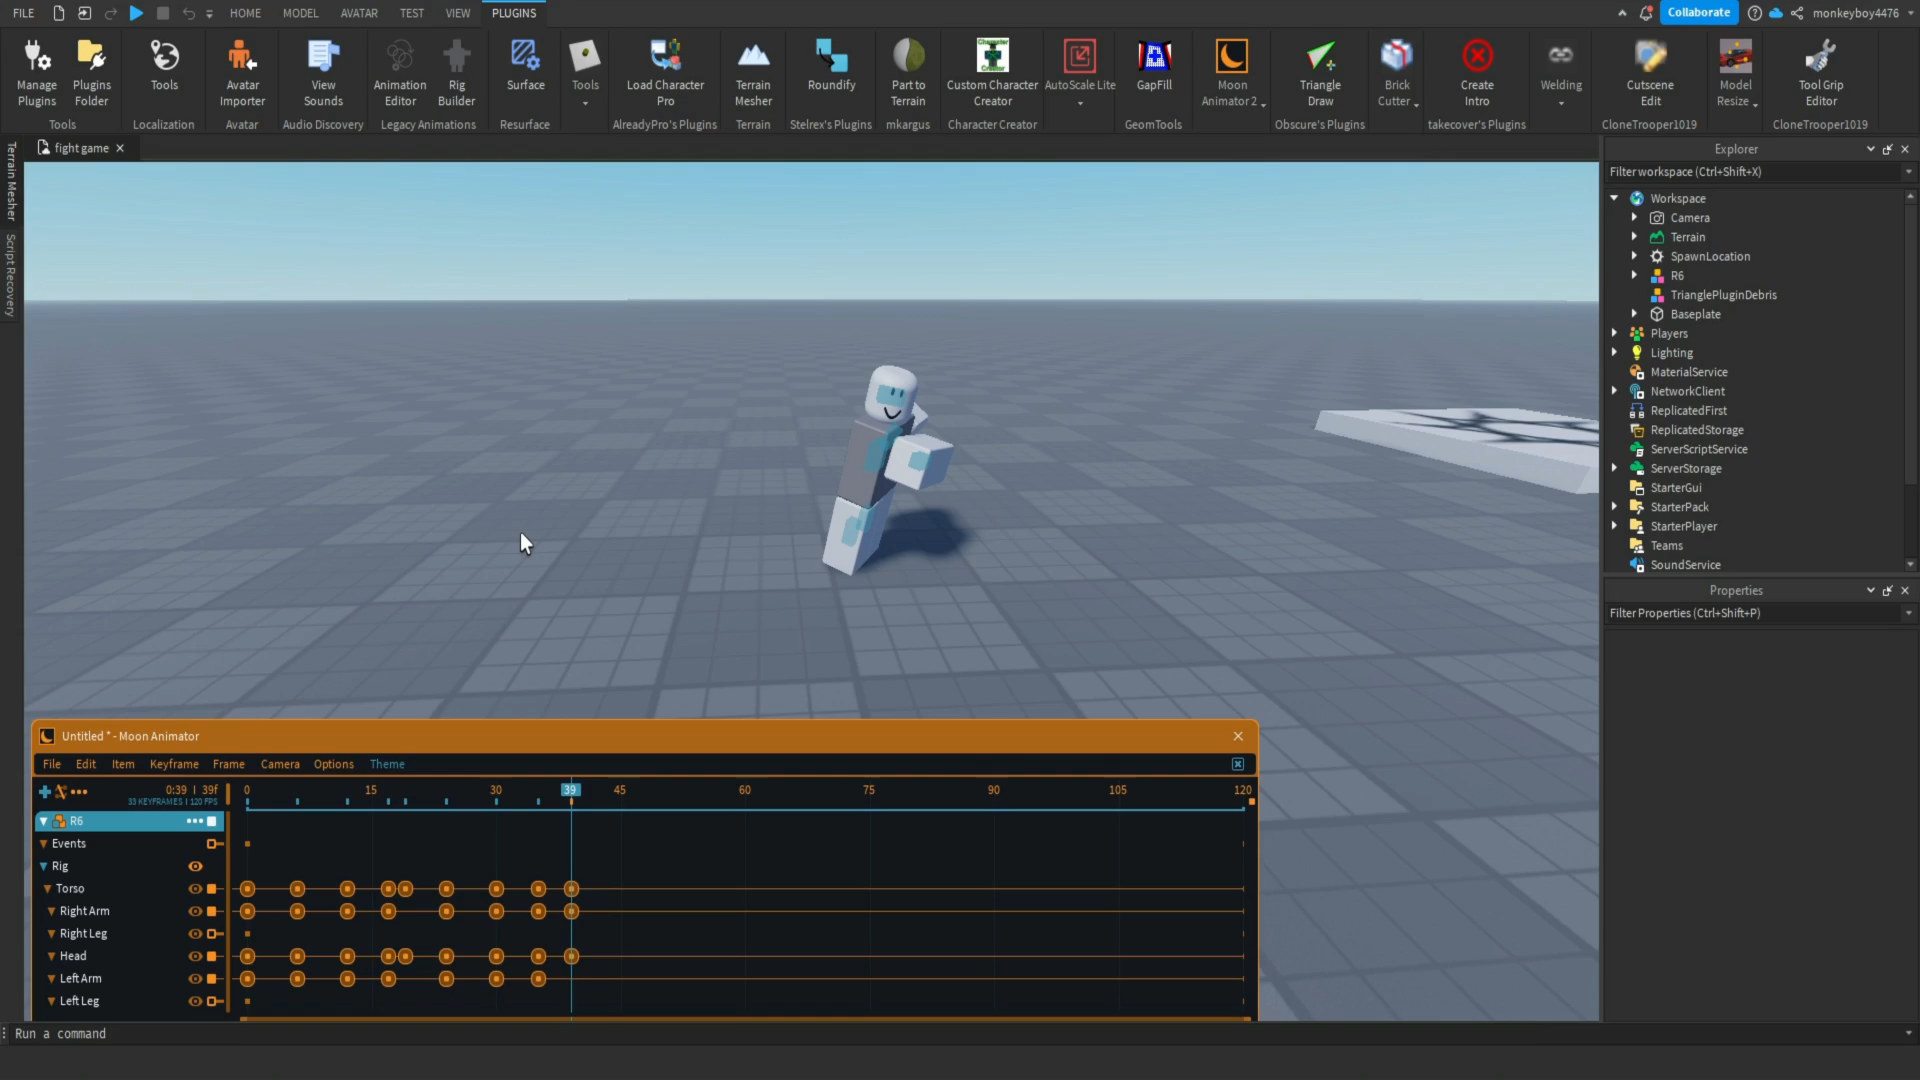 FILE HOME MODEL AVATAR TEST VIEW PLUGINS Collaborate monkeyboy4476
Manage Plugins
Plugins Folder
Tools
Tools
Localization
Avatar Importer
Avatar
View Sounds
Audio Discovery
Animation Editor
Rig Builder
Legacy Animations
Surface
Resurface
Tools
Load Character Pro
AlreadyPro's Plugins
Terrain Mesher
Terrain
Roundify
Stelrex's Plugins
Part to Terrain
mkargus
Character Creator
Custom Character Creator
Character Creator
AutoScale Lite
GapFill
GeomTools
Moon Animator 2
Triangle Draw
Obscure's Plugins
Brick Cutter
Create Intro
takecover's Plugins
Welding
Cutscene Edit
CloneTrooper1019
Model Resize
Tool Grip Editor
CloneTrooper1019
Terrain Mesher
Script Recovery
fight game
Explorer
Filter workspace (Ctrl+Shift+X)
Workspace
Camera
Terrain
SpawnLocation
R6
TrianglePluginDebris
Baseplate
Players
Lighting
MaterialService
NetworkClient
ReplicatedFirst
ReplicatedStorage
ServerScriptService
ServerStorage
StarterGui
StarterPack
StarterPlayer
Teams
SoundService
Properties
Filter Properties (Ctrl+Shift+P)
Untitled * - Moon Animator
File Edit Item Keyframe Frame Camera Options Theme
0:39 | 39f
33 KEYFRAMES | 120 FPS
0 15 30 39 45 60 75 90 105 120
R6
Events
Rig
Torso
Right Arm
Right Leg
Head
Left Arm
Left Leg
Run a command